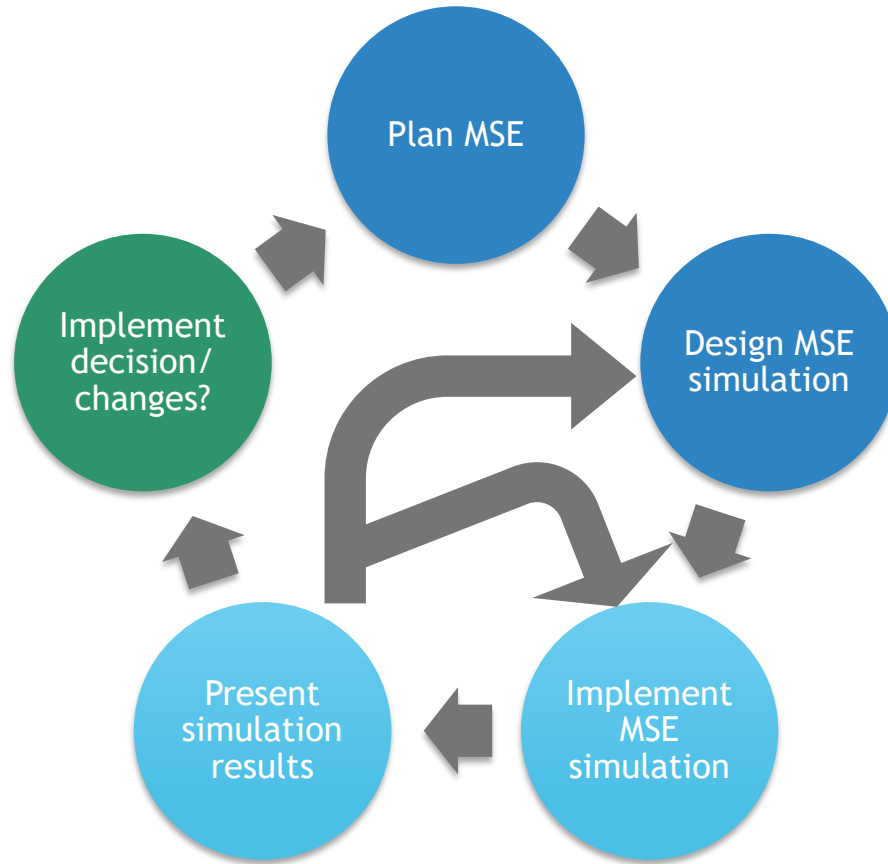 Plan MSE
Design MSE
simulation
Implement
MSE
simulation
Present
simulation
results
Implement
decision/
changes?